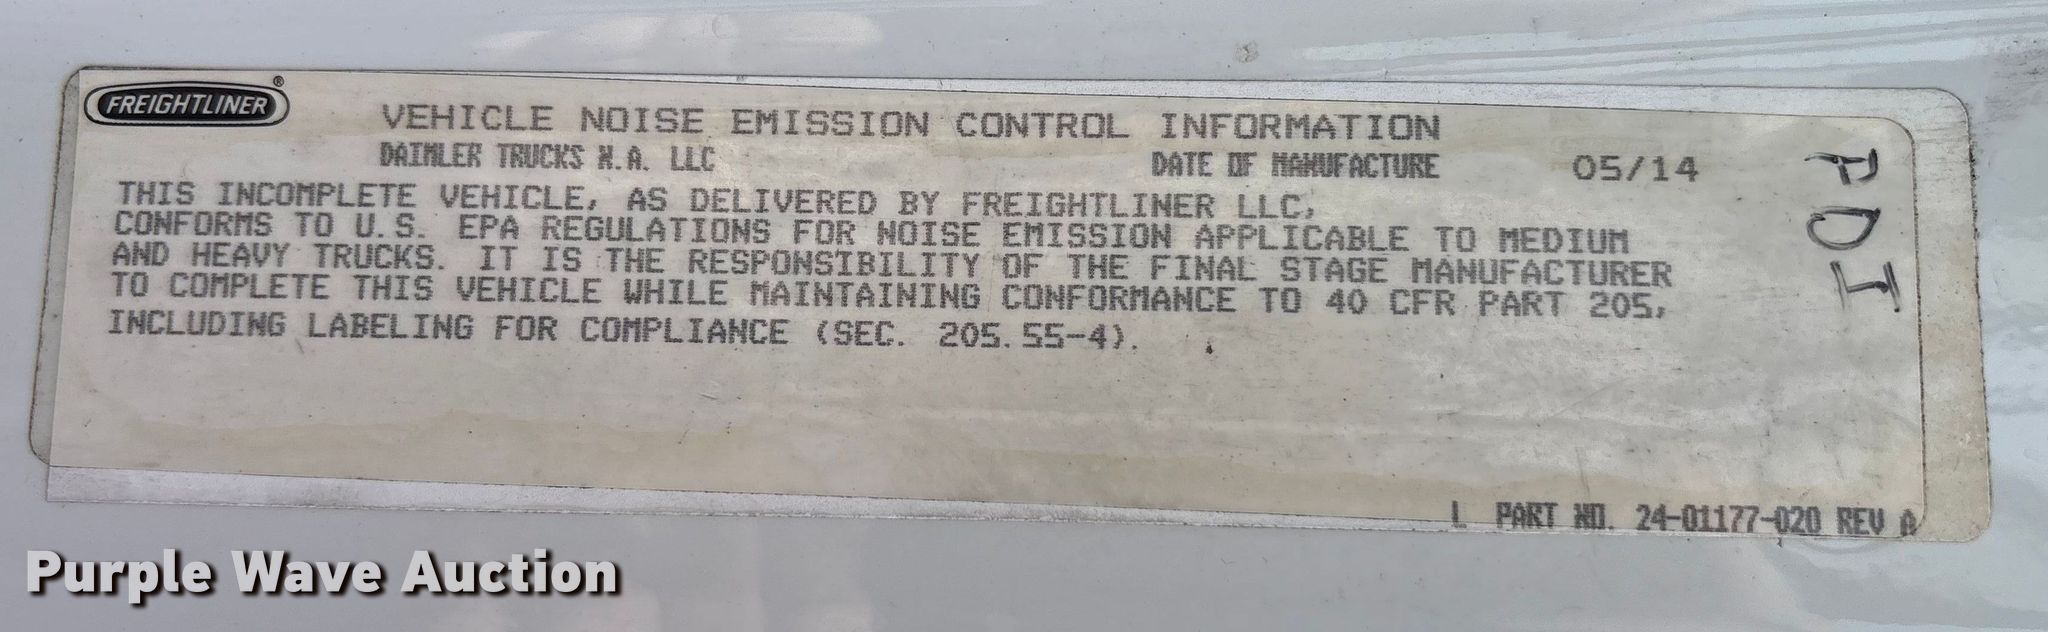 FREIGHTLINER®
VEHICLE NOISE EMISSION CONTROL INFORMATION
DAIMLER TRUCKS N.A. LLC DATE OF MANUFACTURE 05/14
THIS INCOMPLETE VEHICLE, AS DELIVERED BY FREIGHTLINER LLC,
CONFORMS TO U.S. EPA REGULATIONS FOR NOISE EMISSION APPLICABLE TO MEDIUM
AND HEAVY TRUCKS. IT IS THE RESPONSIBILITY OF THE FINAL STAGE MANUFACTURER
TO COMPLETE THIS VEHICLE WHILE MAINTAINING CONFORMANCE TO 40 CFR PART 205,
INCLUDING LABELING FOR COMPLIANCE (SEC. 205.55-4).
PDI
L PART NO. 24-01177-020 REV A
Purple Wave Auction